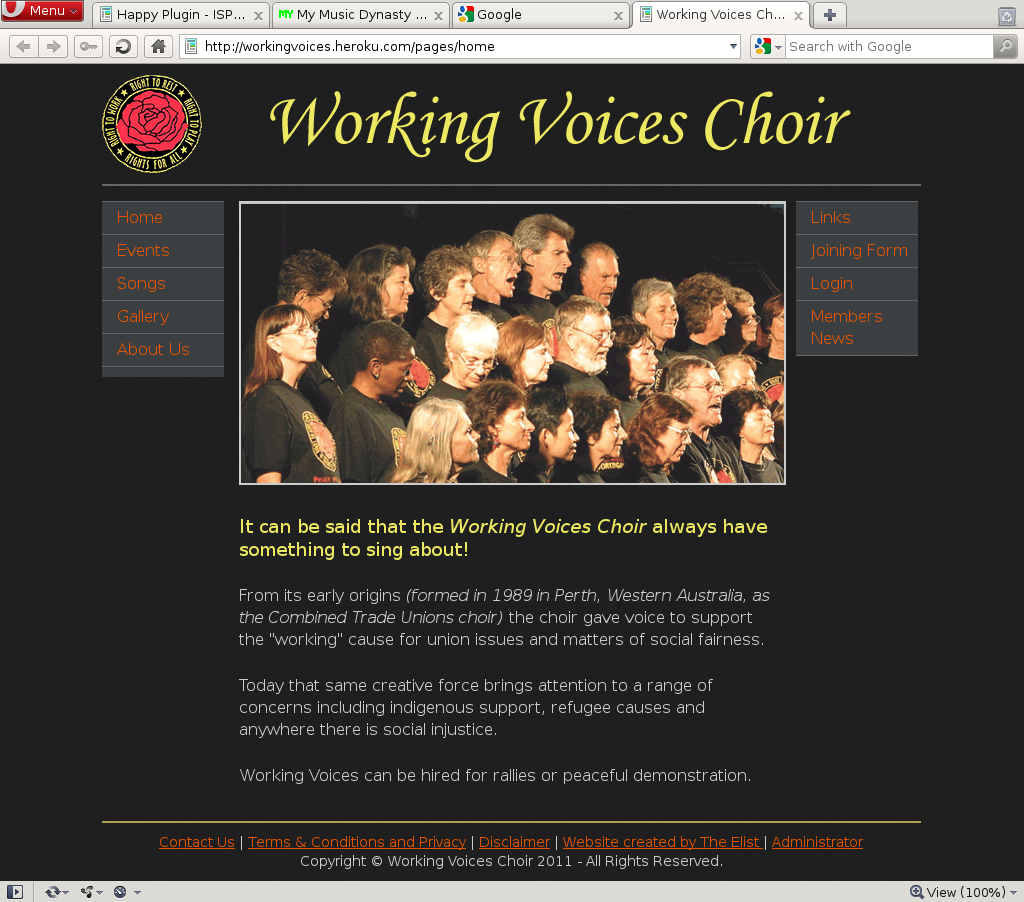 Menu
Happy Plugin - ISP...
My Music Dynasty ...
Google
Working Voices Ch...
http://workingvoices.heroku.com/pages/home
Search with Google
RIGHT TO WORK ★ RIGHT TO REST ★ RIGHT TO PLAY ★ RIGHTS FOR ALL ★
Working Voices Choir
Home
Events
Songs
Gallery
About Us
Links
Joining Form
Login
Members
News
It can be said that the Working Voices Choir always have
something to sing about!
From its early origins (formed in 1989 in Perth, Western Australia, as
the Combined Trade Unions choir) the choir gave voice to support
the "working" cause for union issues and matters of social fairness.
Today that same creative force brings attention to a range of
concerns including indigenous support, refugee causes and
anywhere there is social injustice.
Working Voices can be hired for rallies or peaceful demonstration.
Contact Us | Terms & Conditions and Privacy | Disclaimer | Website created by The Elist | Administrator
Copyright © Working Voices Choir 2011 - All Rights Reserved.
View (100%)